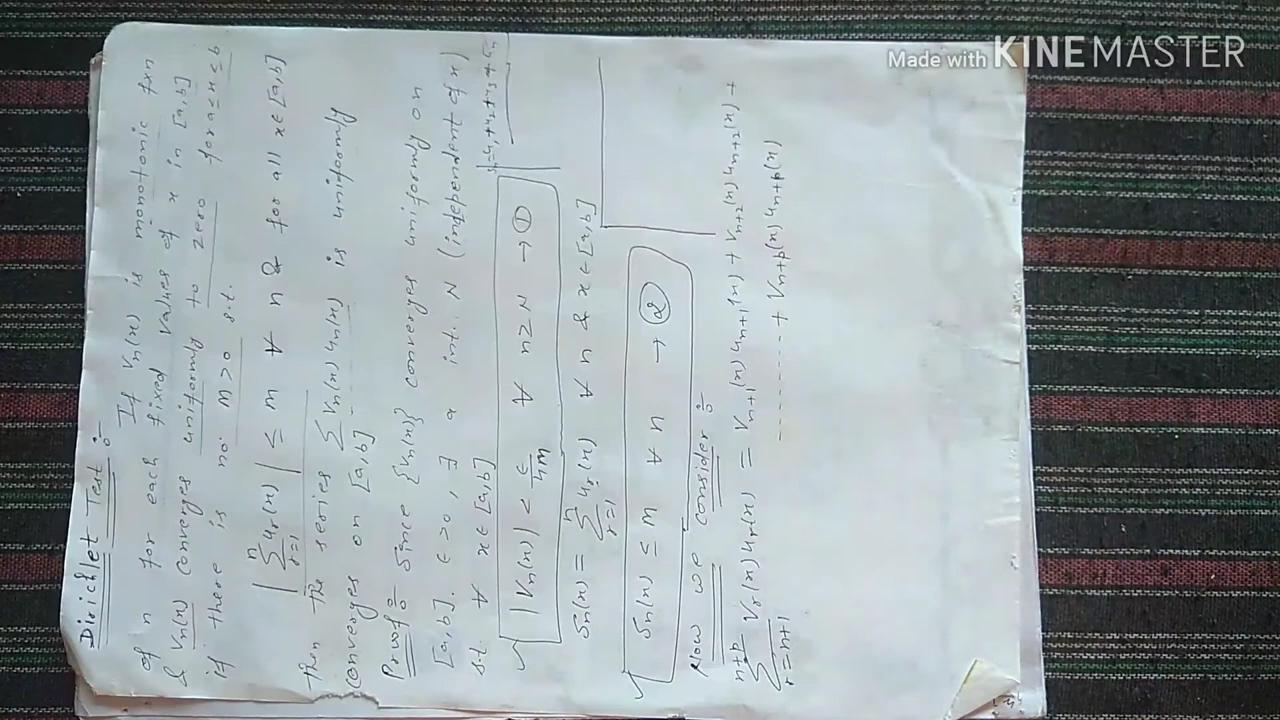 Made with KINEMASTER
Dirichlet Test :-
If Vn(x) is monotonic fxn
of n for each fixed values of x in [a,b]
& Vn(x) converges uniformly to zero for a ≤ x ≤ b
if there is no. M > 0 s.t.
| ∑_{r=1}^{n} ur(x) | ≤ M ∀ n & for all x ∈ [a,b]
Then the series ∑ Vn(x) un(x) is uniformly
converges on [a,b] -
Proof :- Since {Vn(x)} converges uniformly on
[a,b]. ε > 0, ∃ a int. N (independent of x)
s.t. ∀ x ∈ [a,b]
| Vn(x) | < ε/4M ∀ n ≥ N → ①
Sn(x) = ∑_{r=1}^{n} ur(x) ∀ n & x ∈ [a,b]
Sn(x) ≤ M ∀ n → ②
Now we consider :-
∑_{r=n+1}^{n+p} Vr(x) ur(x) = Vn+1(x) un+1(x) + Vn+2(x) un+2(x) +
-------- + Vn+p(x) un+p(x)